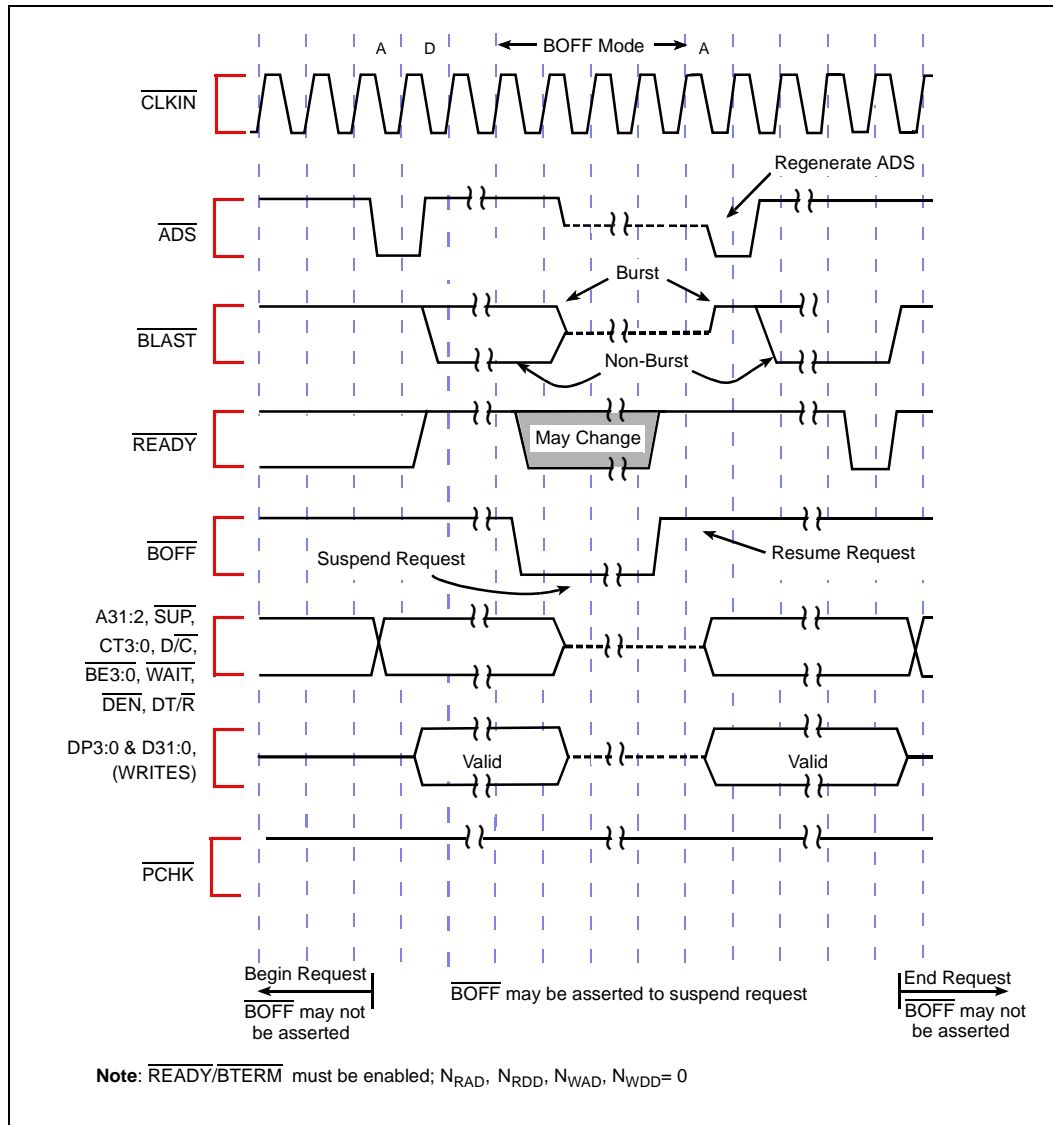 A D BOFF Mode A
CLKIN
Regenerate ADS
ADS
Burst
BLAST
Non-Burst
READY
May Change
BOFF
Suspend Request
Resume Request
A31:2, SUP,
CT3:0, D/C,
BE3:0, WAIT,
DEN, DT/R
DP3:0 & D31:0,
(WRITES)
Valid
Valid
PCHK
Begin Request
BOFF may not
be asserted
BOFF may be asserted to suspend request
End Request
BOFF may not
be asserted
Note: READY/BTERM must be enabled; NRAD, NRDD, NWAD, NWDD= 0